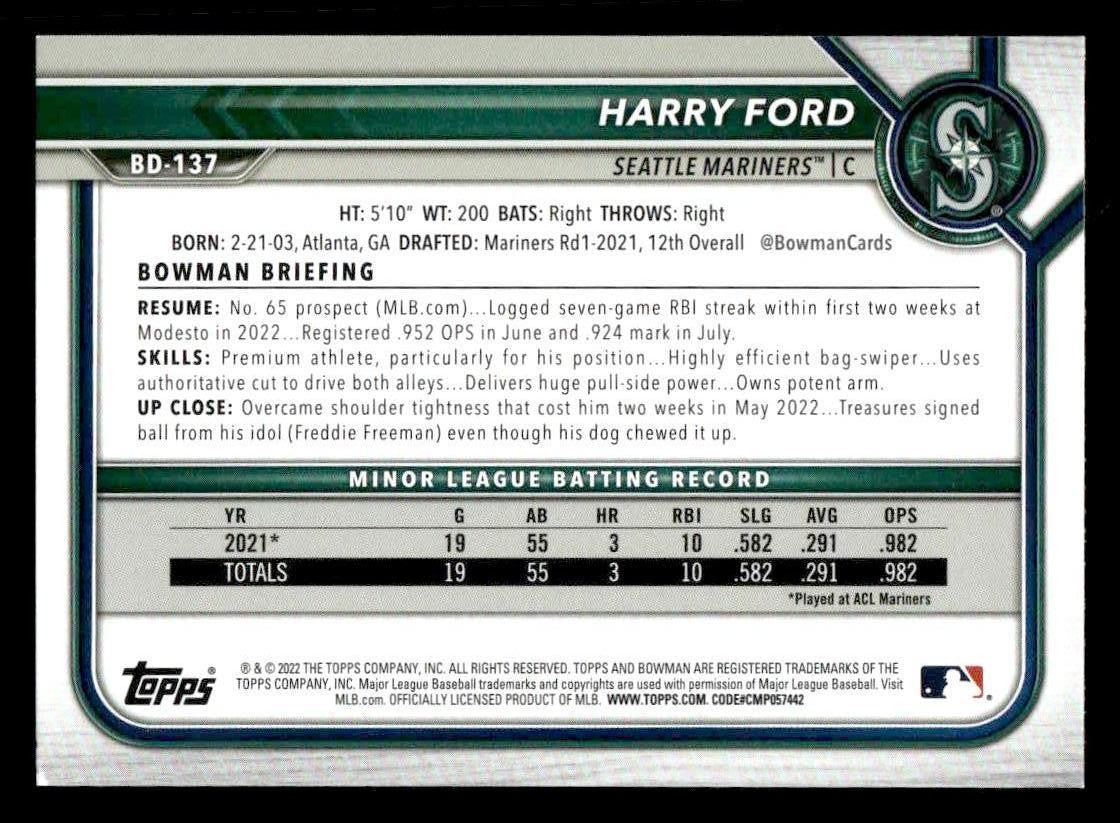 HARRY FORD
BD-137
SEATTLE MARINERS™ | C
S
®
HT: 5'10" WT: 200 BATS: Right THROWS: Right
BORN: 2-21-03, Atlanta, GA DRAFTED: Mariners Rd1-2021, 12th Overall @BowmanCards
BOWMAN BRIEFING
RESUME: No. 65 prospect (MLB.com)...Logged seven-game RBI streak within first two weeks at
Modesto in 2022...Registered .952 OPS in June and .924 mark in July.
SKILLS: Premium athlete, particularly for his position...Highly efficient bag-swiper...Uses
authoritative cut to drive both alleys...Delivers huge pull-side power...Owns potent arm.
UP CLOSE: Overcame shoulder tightness that cost him two weeks in May 2022...Treasures signed
ball from his idol (Freddie Freeman) even though his dog chewed it up.
MINOR LEAGUE BATTING RECORD
YR G AB HR RBI SLG AVG OPS
2021* 19 55 3 10 .582 .291 .982
TOTALS 19 55 3 10 .582 .291 .982
*Played at ACL Mariners
Topps®
® & © 2022 THE TOPPS COMPANY, INC. ALL RIGHTS RESERVED. TOPPS AND BOWMAN ARE REGISTERED TRADEMARKS OF THE
TOPPS COMPANY, INC. Major League Baseball trademarks and copyrights are used with permission of Major League Baseball. Visit
MLB.com. OFFICIALLY LICENSED PRODUCT OF MLB. WWW.TOPPS.COM. CODE#CMP057442
®